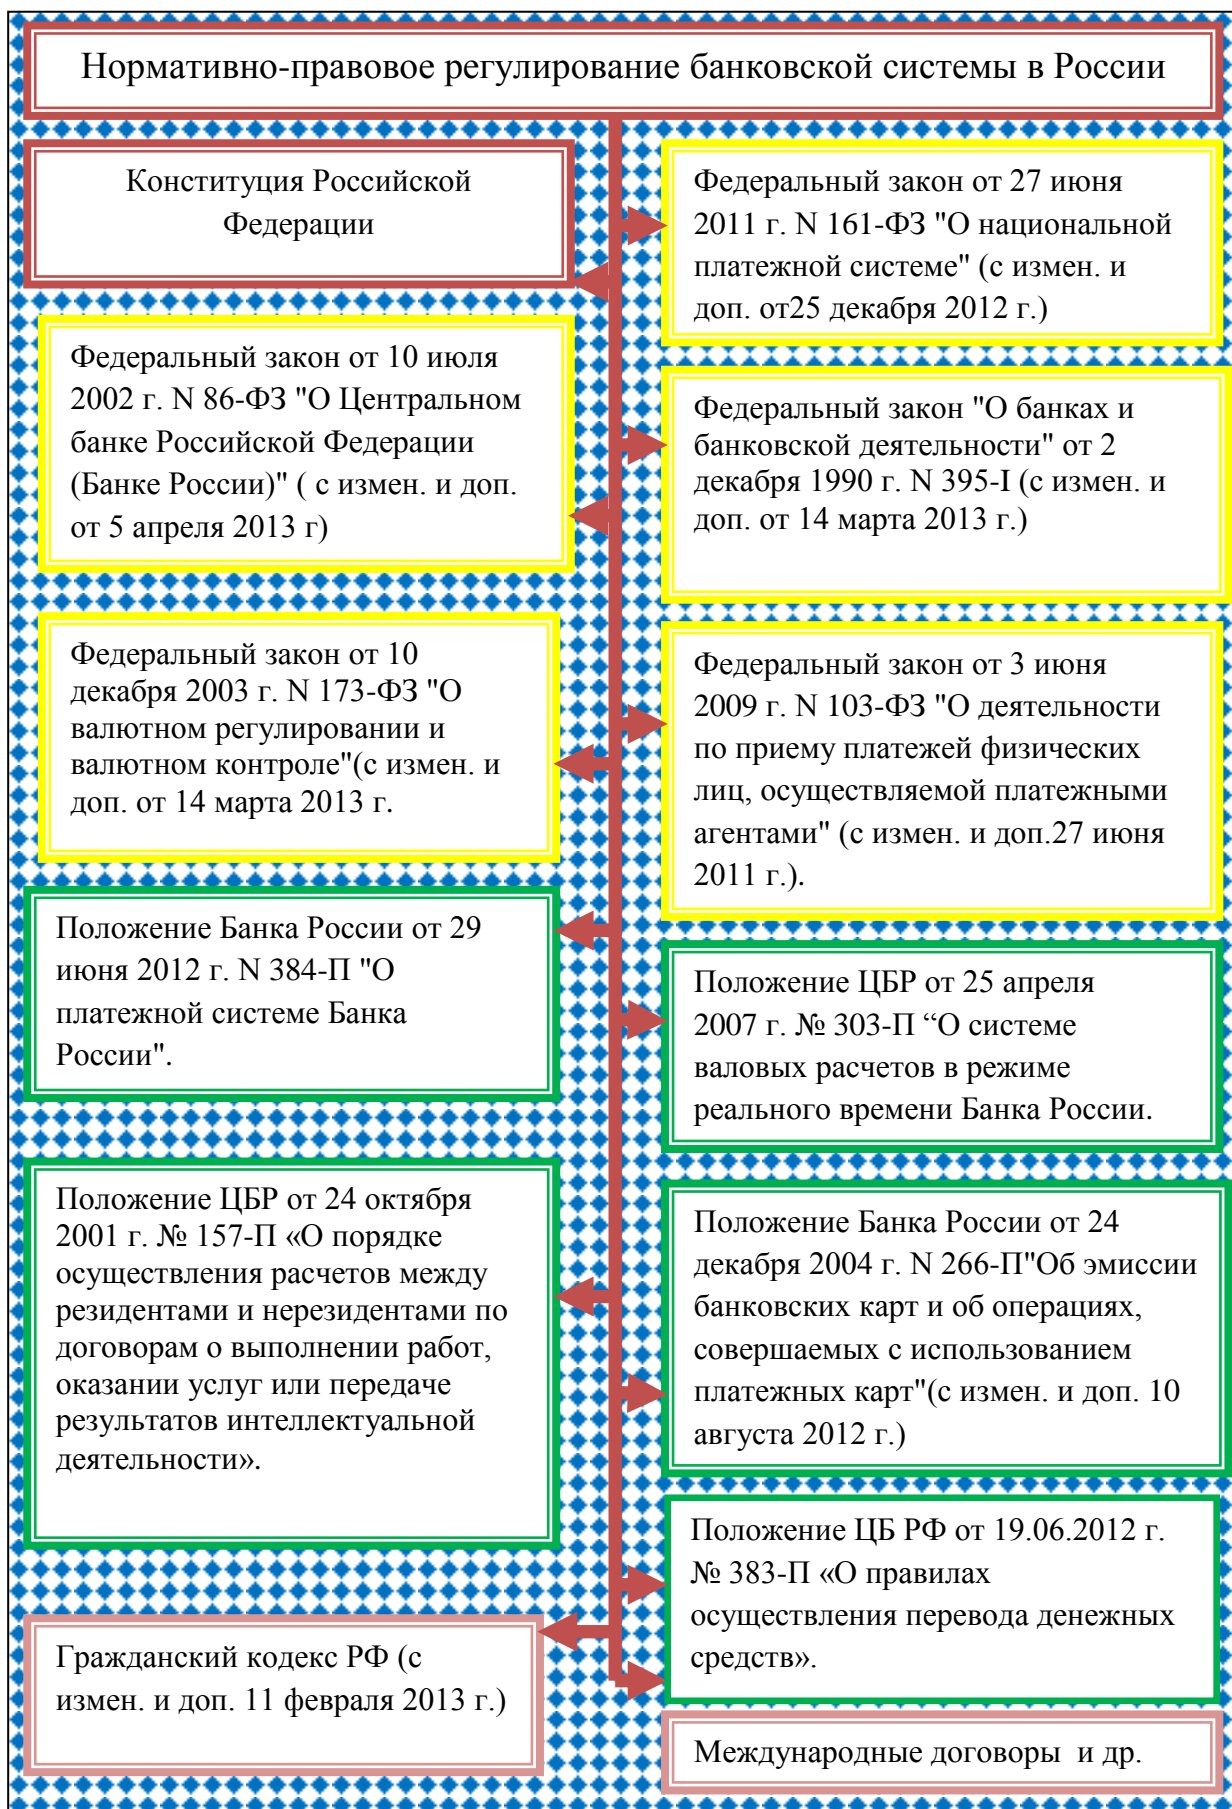 Нормативно-правовое регулирование банковской системы в России
Конституция Российской
Федерации
Федеральный закон от 10 июля
2002 г. N 86-ФЗ "О Центральном
банке Российской Федерации
(Банке России)" ( с измен. и доп.
от 5 апреля 2013 г)
Федеральный закон от 10
декабря 2003 г. N 173-ФЗ "О
валютном регулировании и
валютном контроле"(с измен. и
доп. от 14 марта 2013 г.
Положение Банка России от 29
июня 2012 г. N 384-П "О
платежной системе Банка
России".
Положение ЦБР от 24 октября
2001 г. № 157-П «О порядке
осуществления расчетов между
резидентами и нерезидентами по
договорам о выполнении работ,
оказании услуг или передаче
результатов интеллектуальной
деятельности».
Гражданский кодекс РФ (с
измен. и доп. 11 февраля 2013 г.)
Федеральный закон от 27 июня
2011 г. N 161-ФЗ "О национальной
платежной системе" (с измен. и
доп. от25 декабря 2012 г.)
Федеральный закон "О банках и
банковской деятельности" от 2
декабря 1990 г. N 395-I (с измен. и
доп. от 14 марта 2013 г.)
Федеральный закон от 3 июня
2009 г. N 103-ФЗ "О деятельности
по приему платежей физических
лиц, осуществляемой платежными
агентами" (с измен. и доп.27 июня
2011 г.).
Положение ЦБР от 25 апреля
2007 г. № 303-П “О системе
валовых расчетов в режиме
реального времени Банка России.
Положение Банка России от 24
декабря 2004 г. N 266-П"Об эмиссии
банковских карт и об операциях,
совершаемых с использованием
платежных карт"(с измен. и доп. 10
августа 2012 г.)
Положение ЦБ РФ от 19.06.2012 г.
№ 383-П «О правилах
осуществления перевода денежных
средств».
Международные договоры  и др.